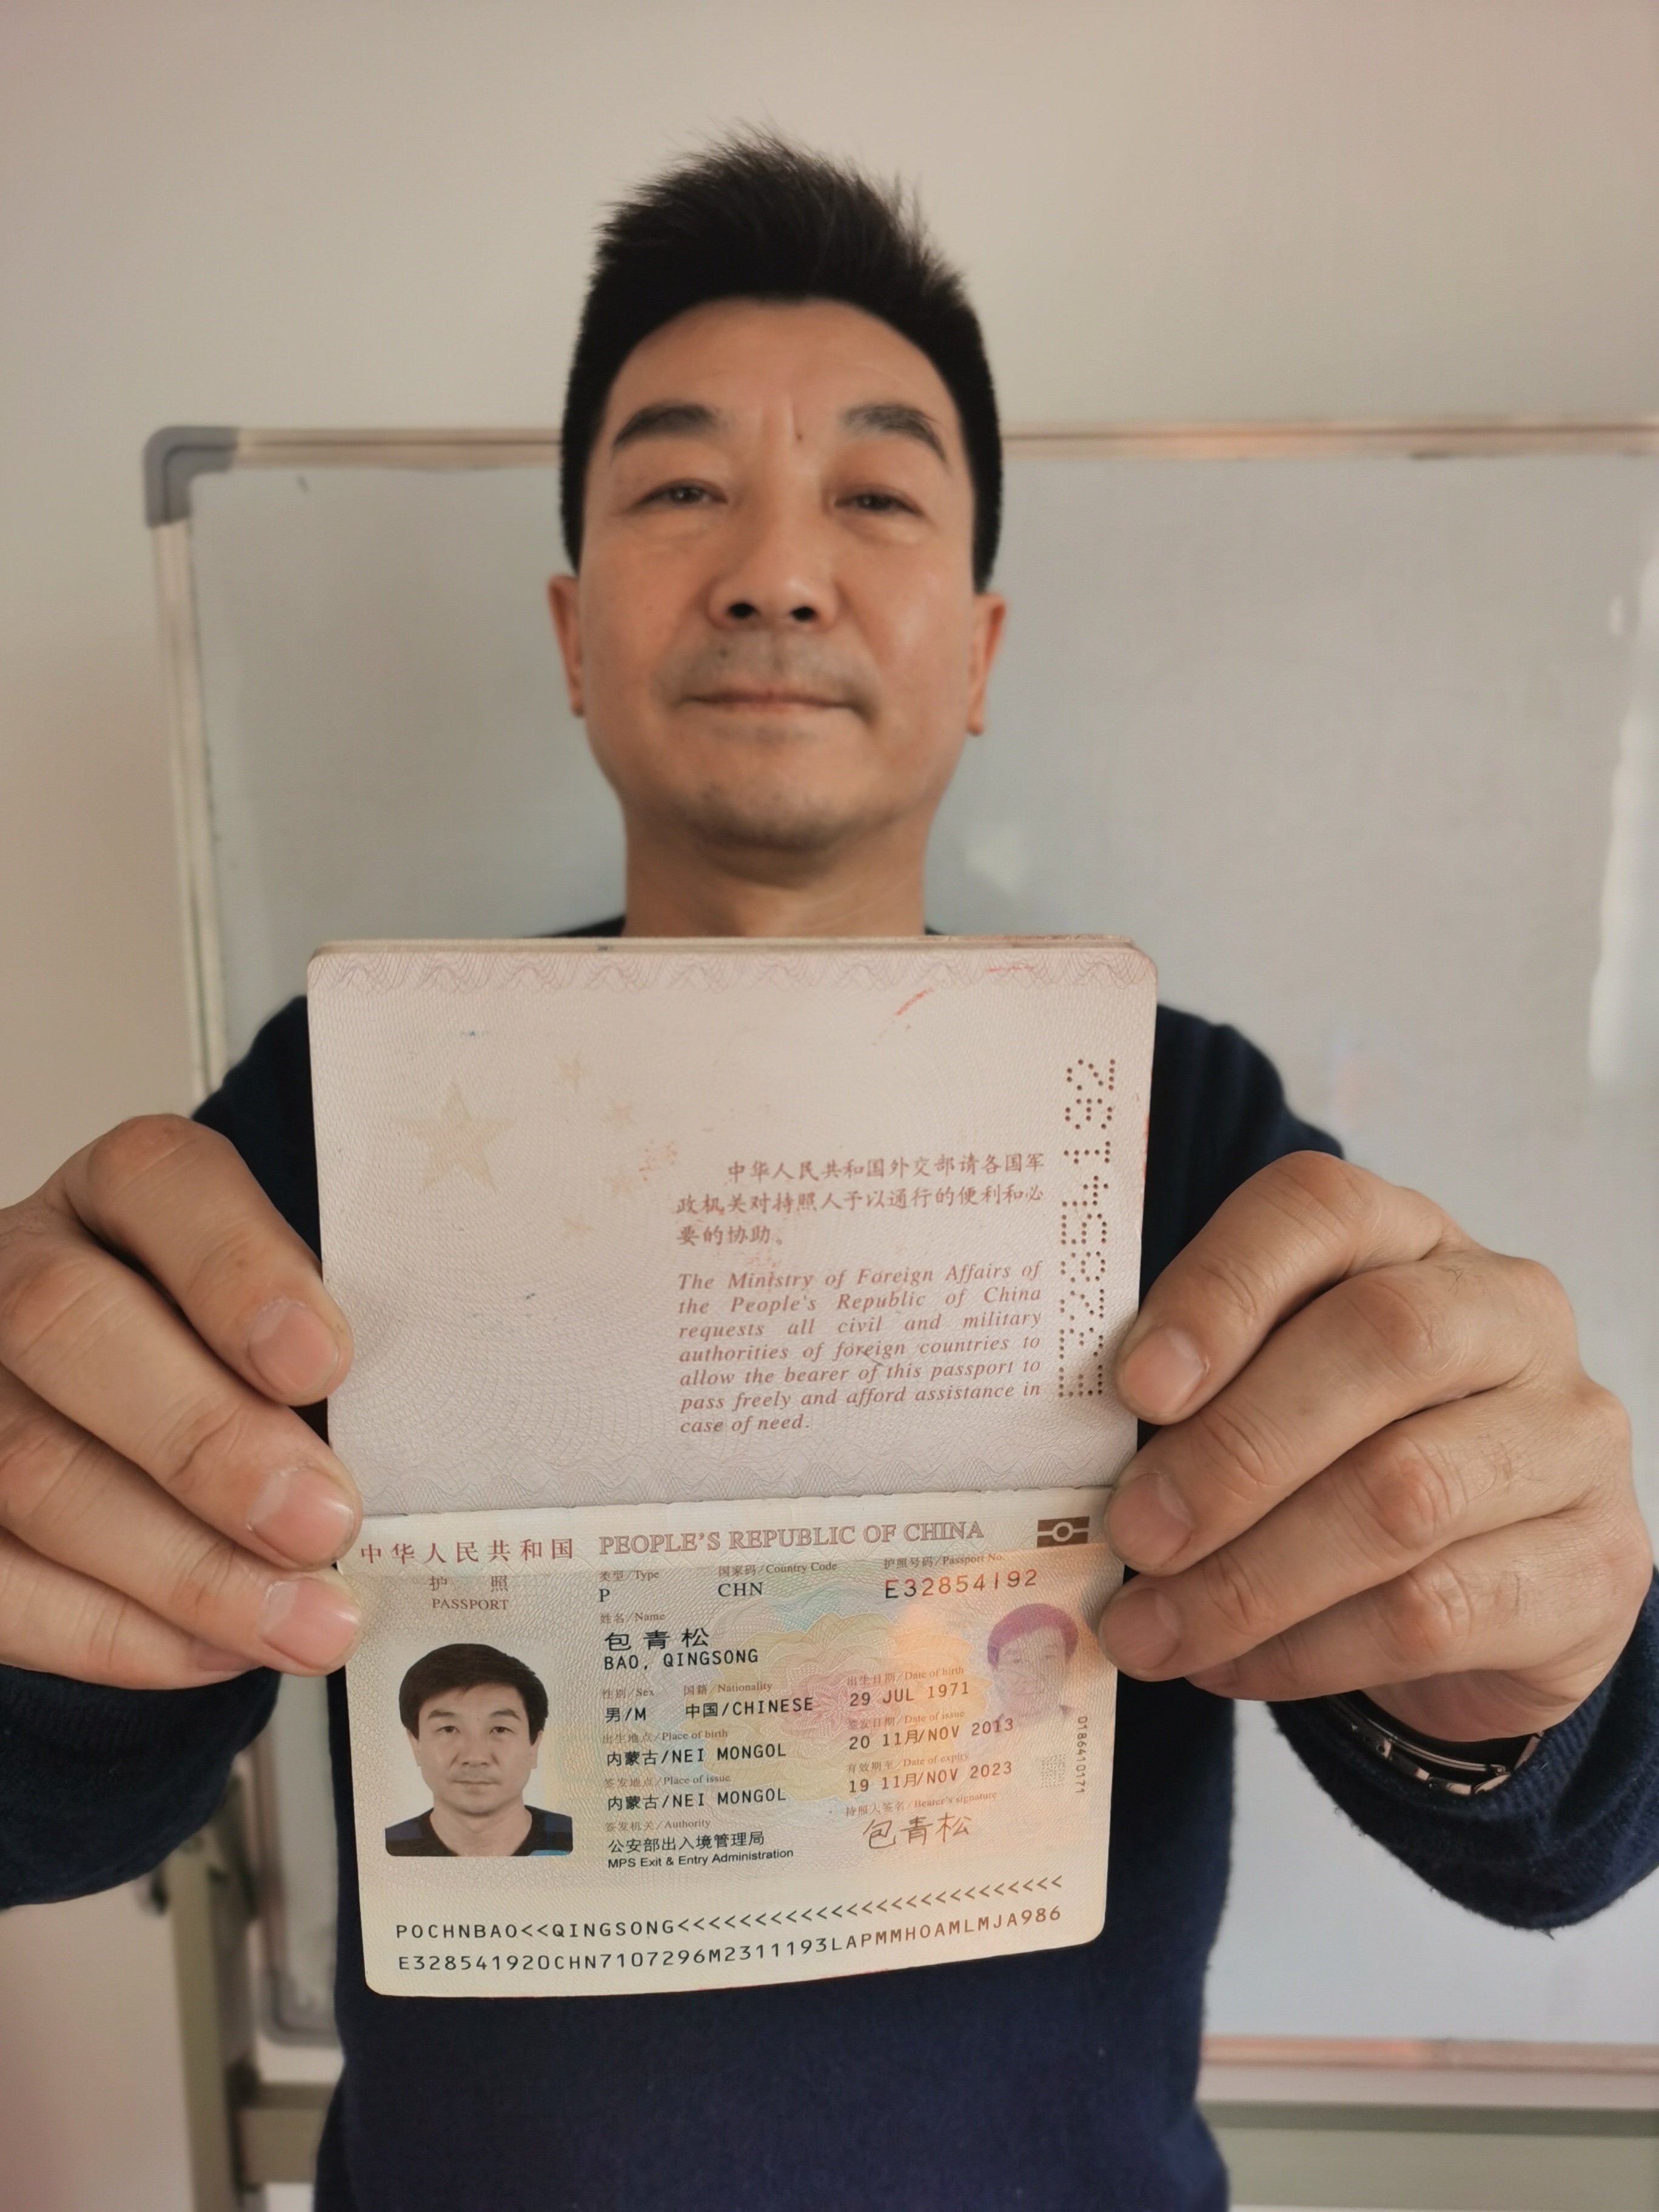 E32854192
中华人民共和国外交部请各国军
政机关对持照人予以通行的便利和必
要的协助。
The Ministry of Foreign Affairs of
the People's Republic of China
requests all civil and military
authorities of foreign countries to
allow the bearer of this passport to
pass freely and afford assistance in
case of need.
中华人民共和国 PEOPLE'S REPUBLIC OF CHINA
护 照
PASSPORT
类型/Type 国家码/Country Code 护照号码/Passport No.
P CHN E32854192
姓名/Name
包青松
BAO, QINGSONG
性别/Sex 国籍/Nationality 出生日期/Date of birth
男/M 中国/CHINESE 29 JUL 1971
出生地点/Place of birth 签发日期/Date of issue
内蒙古/NEI MONGOL 20 11月/NOV 2013
签发地点/Place of issue 有效期至/Date of expiry
内蒙古/NEI MONGOL 19 11月/NOV 2023
签发机关/Authority 持照人签名/Bearer's signature
公安部出入境管理局 包青松
MPS Exit & Entry Administration
0186410171
POCHNBAO<<QINGSONG<<<<<<<<<<<<<<<<<<<<<<<<<<
E328541920CHN7107296M2311193LAPMMHOAMLMJA986